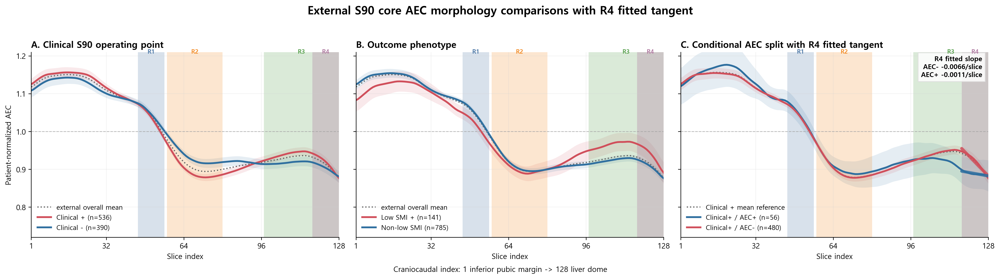 External S90 core AEC morphology comparisons with R4 fitted tangent
A. Clinical S90 operating point
R1
R2
R3
R4
1.2
1.1
1.0
0.9
0.8
Patient-normalized AEC
external overall mean
Clinical + (n=536)
Clinical - (n=390)
1
32
64
96
128
Slice index
B. Outcome phenotype
R1
R2
R3
R4
external overall mean
Low SMI + (n=141)
Non-low SMI (n=785)
1
32
64
96
128
Slice index
C. Conditional AEC split with R4 fitted tangent
R1
R2
R3
R4
R4 fitted slope
AEC- -0.0066/slice
AEC+ -0.0011/slice
Clinical + mean reference
Clinical+ / AEC+ (n=56)
Clinical+ / AEC- (n=480)
1
32
64
96
128
Slice index
Craniocaudal index: 1 inferior pubic margin -> 128 liver dome